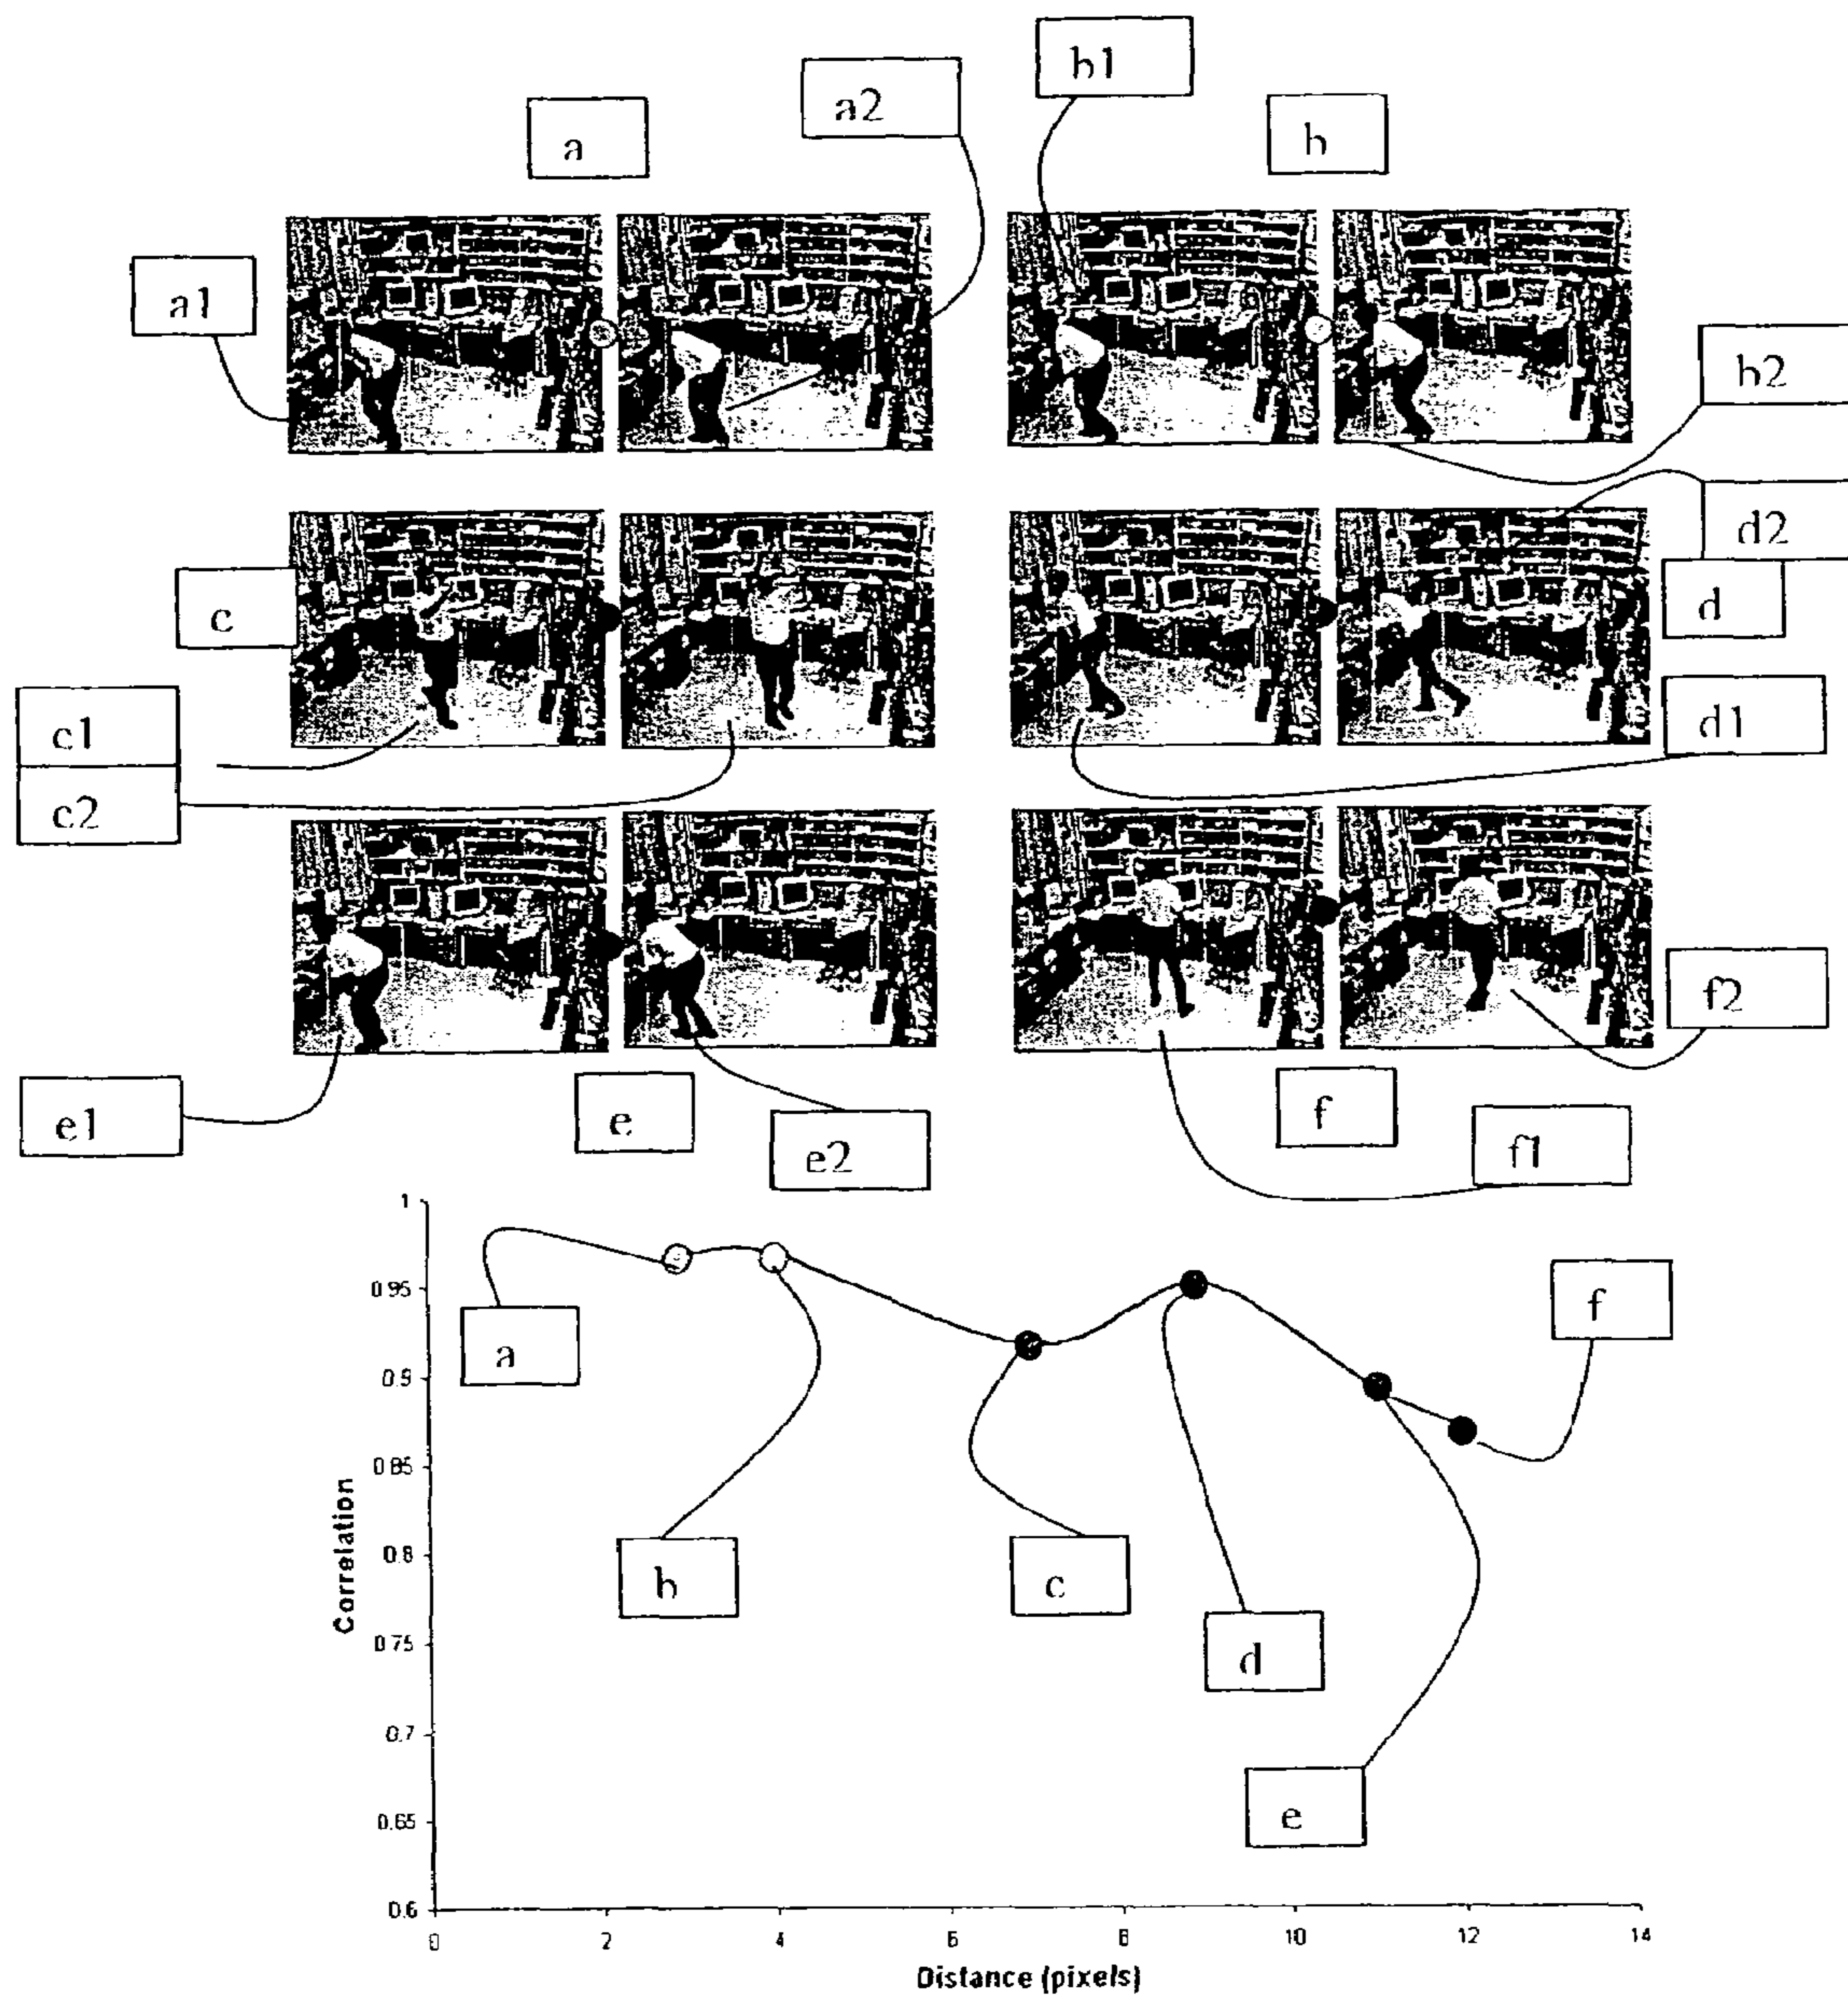 b1
a2
a
b
a1
b2
d2
c
d
c1
d1
c2
f2
e1
e
f
e2
f1
1
0.95
f
a
0.9
0.85
Correlation
0.8
b
c
0.75
d
0.7
e
0.65
0.6
0 2 4 6 8 10 12 14
Distance (pixels)